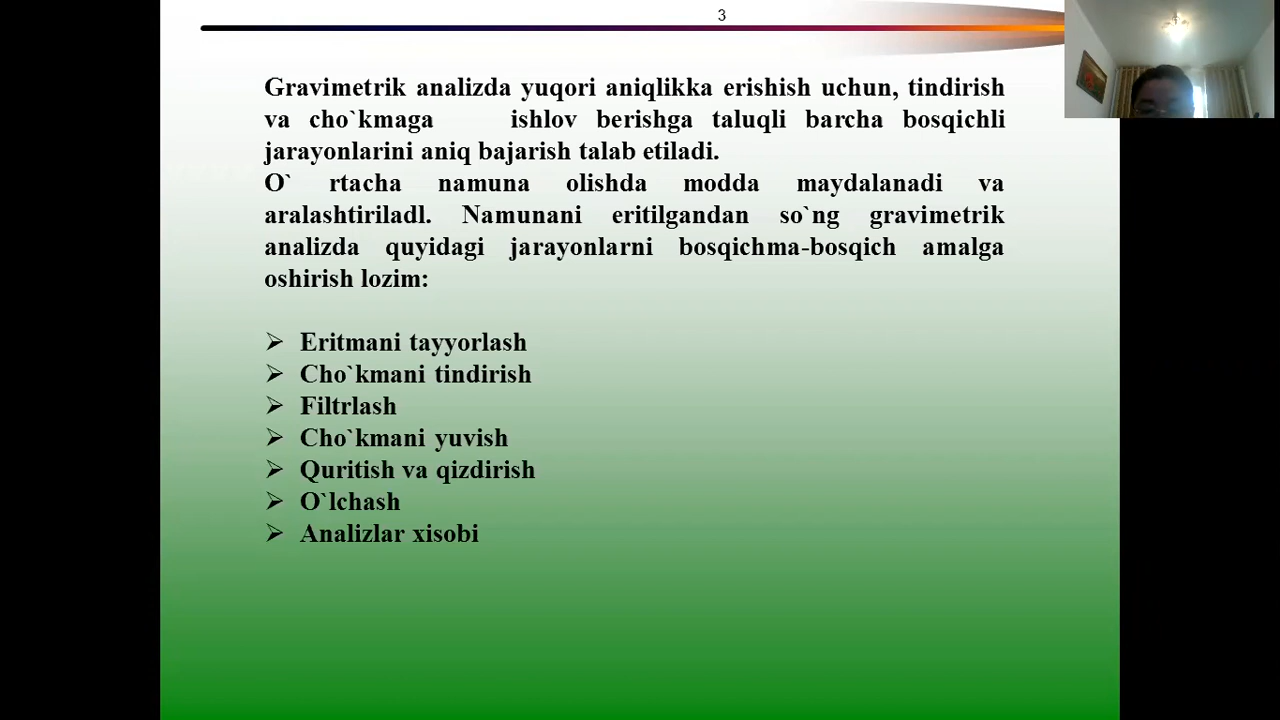 3
Gravimetrik analizda yuqori aniqlikka erishish uchun, tindirish
va cho`kmaga ishlov berishga taluqli barcha bosqichli
jarayonlarini aniq bajarish talab etiladi.
O` rtacha namuna olishda modda maydalanadi va
aralashtiriladl. Namunani eritilgandan so`ng gravimetrik
analizda quyidagi jarayonlarni bosqichma-bosqich amalga
oshirish lozim:
➢ Eritmani tayyorlash
➢ Cho`kmani tindirish
➢ Filtrlash
➢ Cho`kmani yuvish
➢ Quritish va qizdirish
➢ O`lchash
➢ Analizlar xisobi